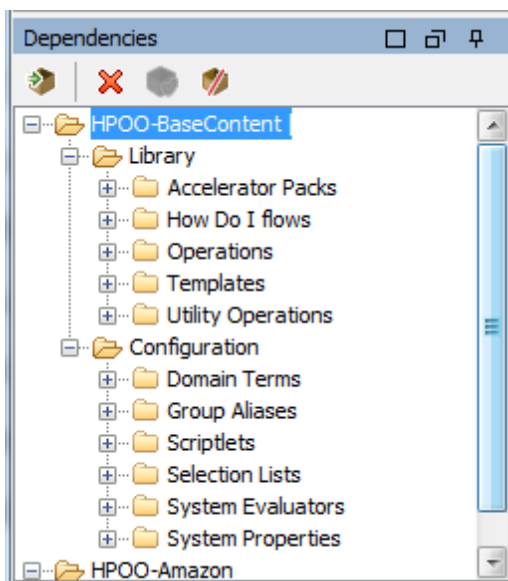 Dependencies
HPOO-BaseContent
Library
Accelerator Packs
How Do I flows
Operations
Templates
Utility Operations
Configuration
Domain Terms
Group Aliases
Scriptlets
Selection Lists
System Evaluators
System Properties
HPOO-Amazon